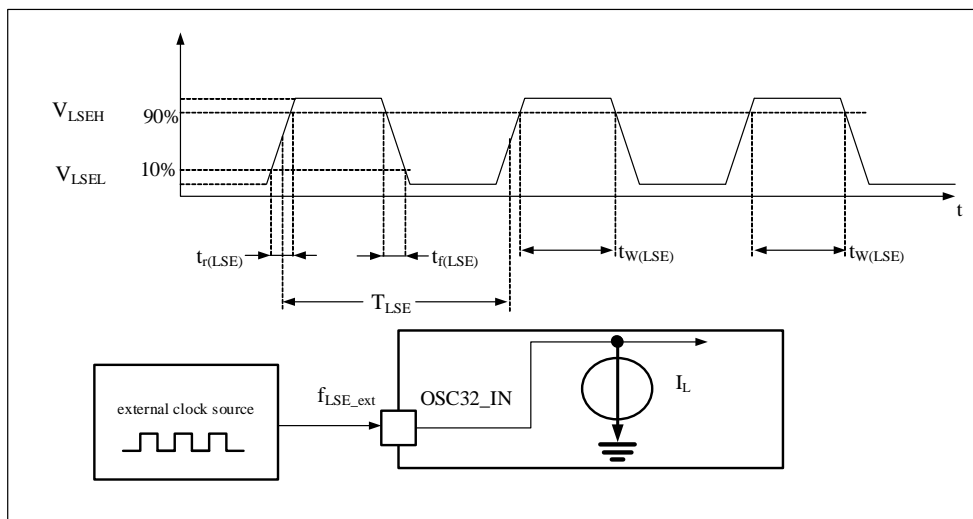 V_LSEH
90%
10%
V_LSEL
t
t_r(LSE)
t_f(LSE)
t_W(LSE)
t_W(LSE)
T_LSE
external clock source
f_LSE_ext
OSC32_IN
I_L